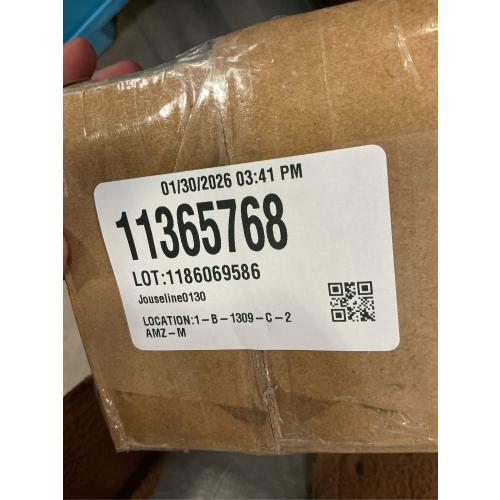 01/30/2026 03:41 PM
11365768
LOT:1186069586
Jouseline0130
LOCATION:1-B-1309-C-2
AMZ-M